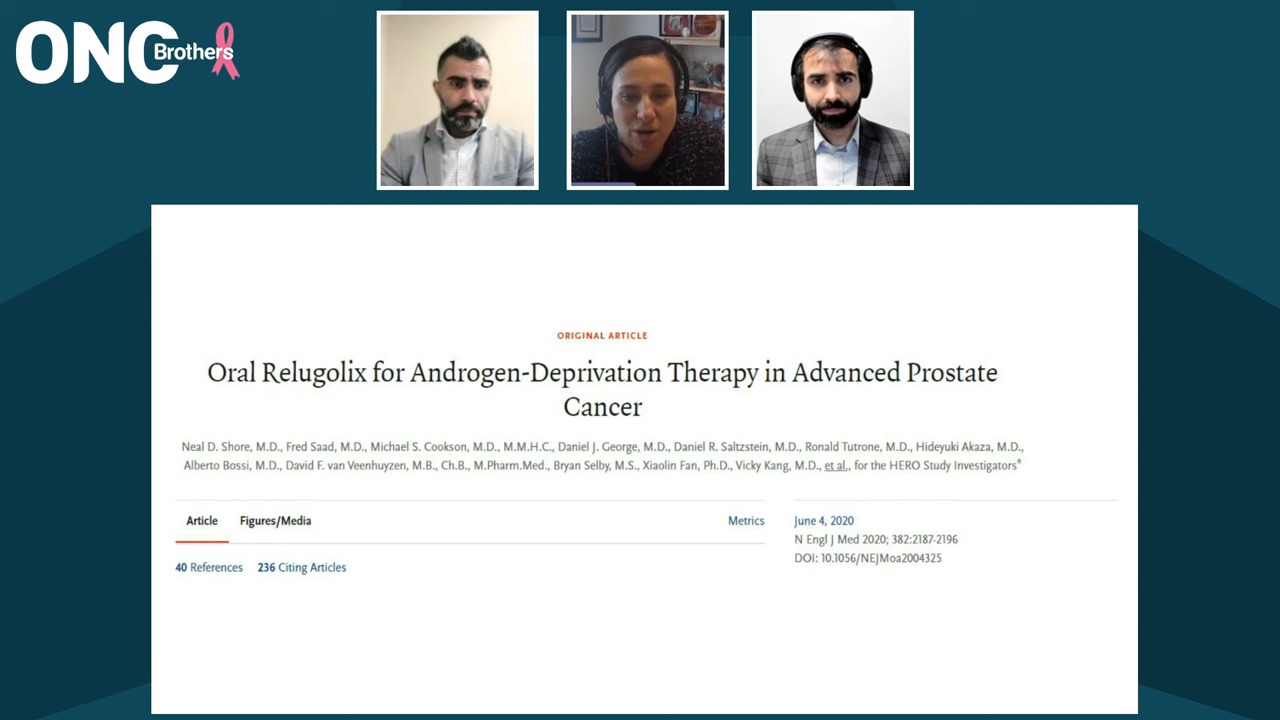 ONC Brothers
ORIGINAL ARTICLE
Oral Relugolix for Androgen-Deprivation Therapy in Advanced Prostate
Cancer
Neal D. Shore, M.D., Fred Saad, M.D., Michael S. Cookson, M.D., M.M.H.C., Daniel J. George, M.D., Daniel R. Saltzstein, M.D., Ronald Tutrone, M.D., Hideyuki Akaza, M.D.,
Alberto Bossi, M.D., David F. van Veenhuyzen, M.B., Ch.B., M.Pharm.Med., Bryan Selby, M.S., Xiaolin Fan, Ph.D., Vicky Kang, M.D., et al., for the HERO Study Investigators*
Article Figures/Media Metrics
June 4, 2020
N Engl J Med 2020; 382:2187-2196
DOI: 10.1056/NEJMoa2004325
40 References 236 Citing Articles